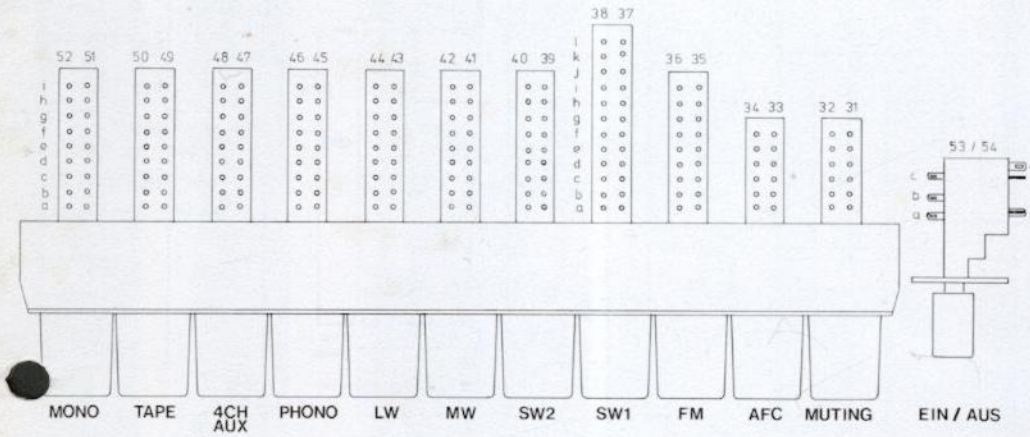 38 37
52 51
50 49
48 47
46 45
44 43
42 41
40 39
36 35
34 33
32 31
53 / 54
i
h
g
f
e
d
c
b
a
l
k
j
i
h
g
f
e
d
c
b
a
c
b
a
MONO
TAPE
4CH
AUX
PHONO
LW
MW
SW2
SW1
FM
AFC
MUTING
EIN / AUS